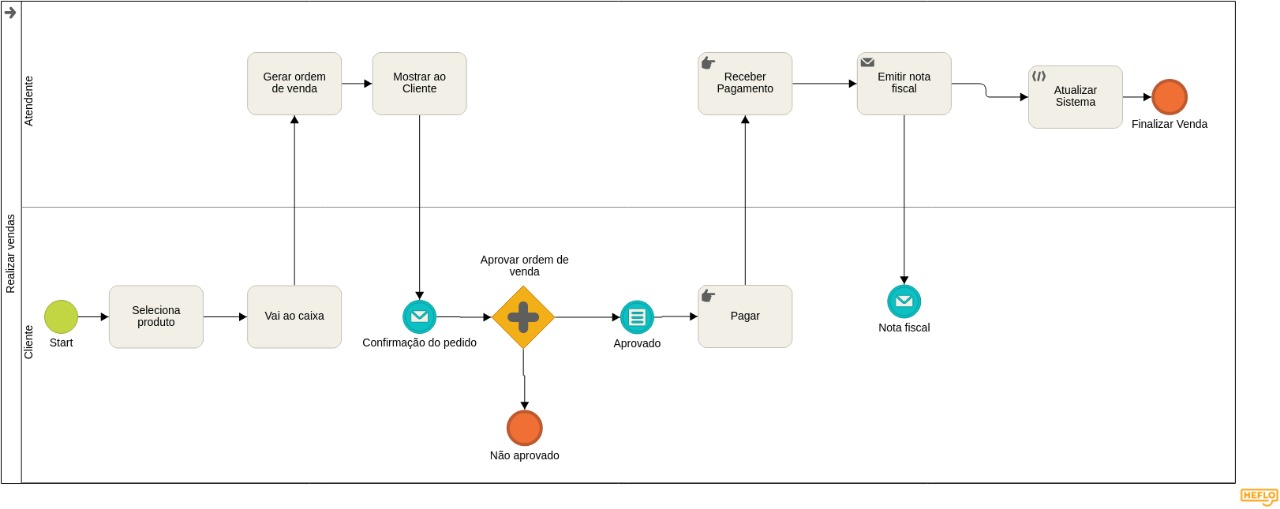 Realizar vendas
Atendente
Gerar ordem
de venda
Mostrar ao
Cliente
Receber
Pagamento
Emitir nota
fiscal
Atualizar
Sistema
Finalizar Venda
Cliente
Start
Seleciona
produto
Vai ao caixa
Confirmação do pedido
Aprovar ordem de
venda
Aprovado
Não aprovado
Pagar
Nota fiscal
HEFLO